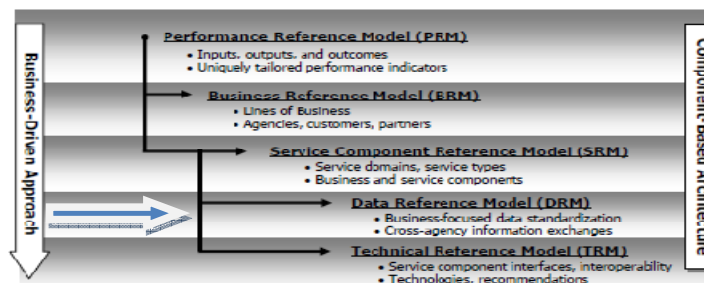 Business-Driven Approach
Performance Reference Model (PRM)
• Inputs, outputs, and outcomes
• Uniquely tailored performance indicators
Business Reference Model (BRM)
• Lines of Business
• Agencies, customers, partners
Service Component Reference Model (SRM)
• Service domains, service types
• Business and service components
Data Reference Model (DRM)
• Business-focused data standardization
• Cross-agency information exchanges
Technical Reference Model (TRM)
• Service component interfaces, interoperability
• Technologies, recommendations
Component Based Architecture